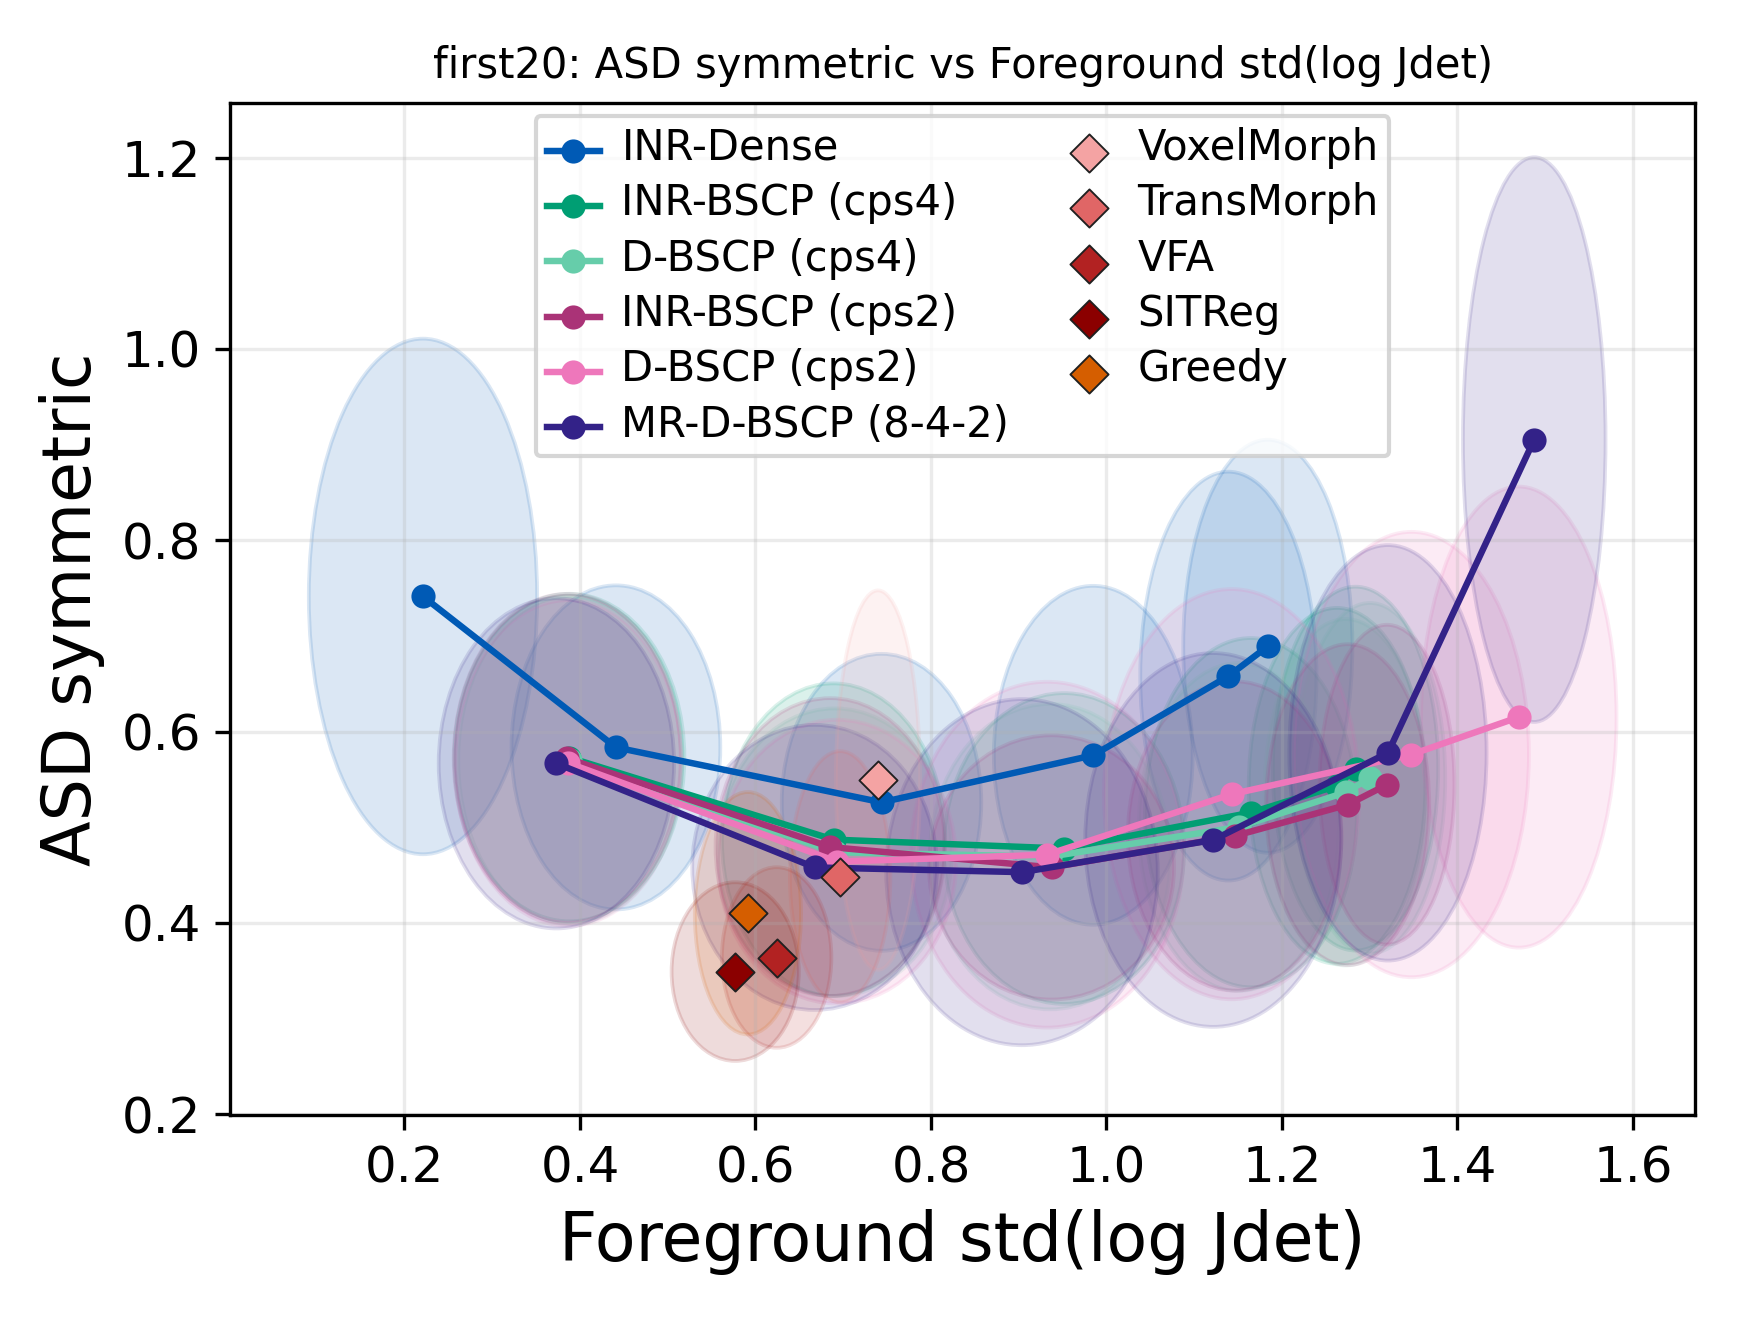 first20: ASD symmetric vs Foreground std(log Jdet)
INR-Dense
INR-BSCP (cps4)
D-BSCP (cps4)
INR-BSCP (cps2)
D-BSCP (cps2)
MR-D-BSCP (8-4-2)
VoxelMorph
TransMorph
VFA
SITReg
Greedy
ASD symmetric
1.2
1.0
0.8
0.6
0.4
0.2
0.2 0.4 0.6 0.8 1.0 1.2 1.4 1.6
Foreground std(log Jdet)